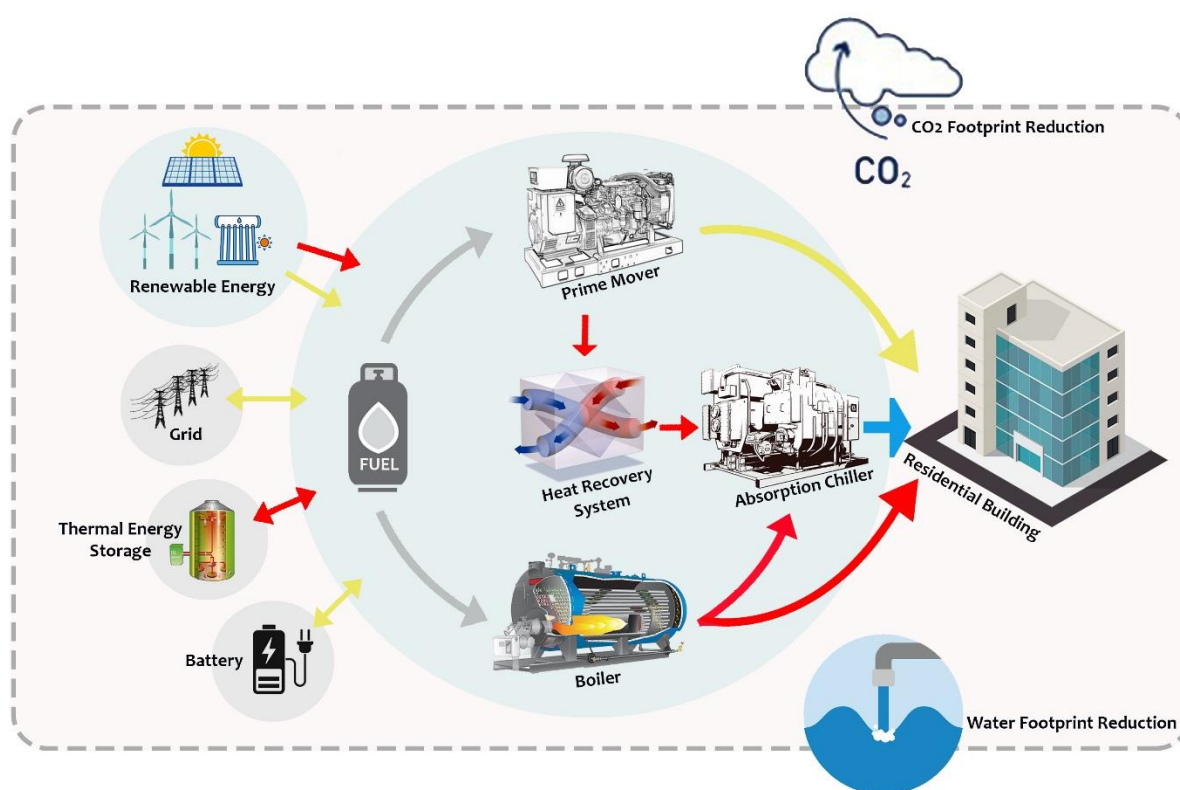 CO2 Footprint Reduction
CO₂
Renewable Energy
Prime Mover
Grid
FUEL
Heat Recovery
System
Absorption Chiller
Residential Building
Thermal Energy
Storage
Battery
Boiler
Water Footprint Reduction